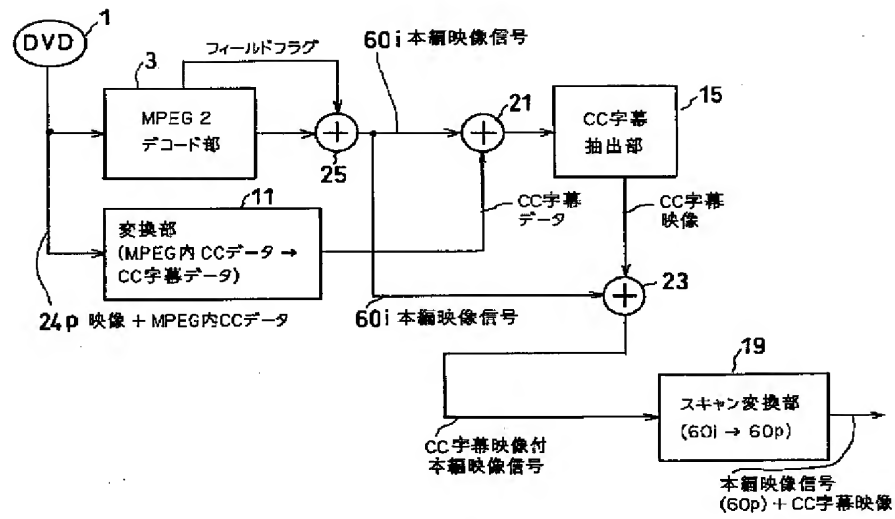 DVD
1
3
MPEG 2
デコード部
フィールドフラグ
25
60i 本編映像信号
21
CC字幕
抽出部
15
11
変換部
(MPEG内 CCデータ →
CC字幕データ)
CC字幕
データ
CC字幕
映像
24p 映像 + MPEG内CCデータ
60i 本編映像信号
23
19
スキャン変換部
(60i → 60p)
CC字幕映像付
本編映像信号
本編映像信号
(60p) + CC字幕映像